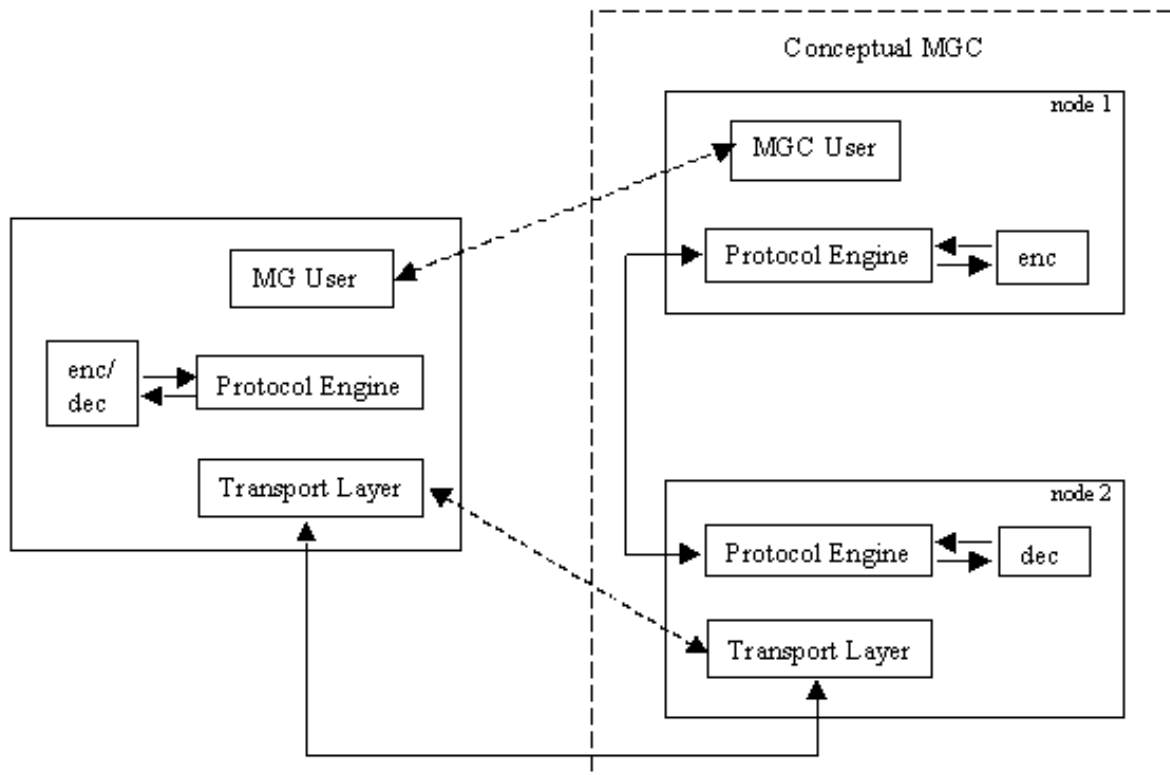 Conceptual MGC
node 1
MGC User
Protocol Engine
enc
MG User
enc/
dec
Protocol Engine
Transport Layer
node 2
Protocol Engine
dec
Transport Layer